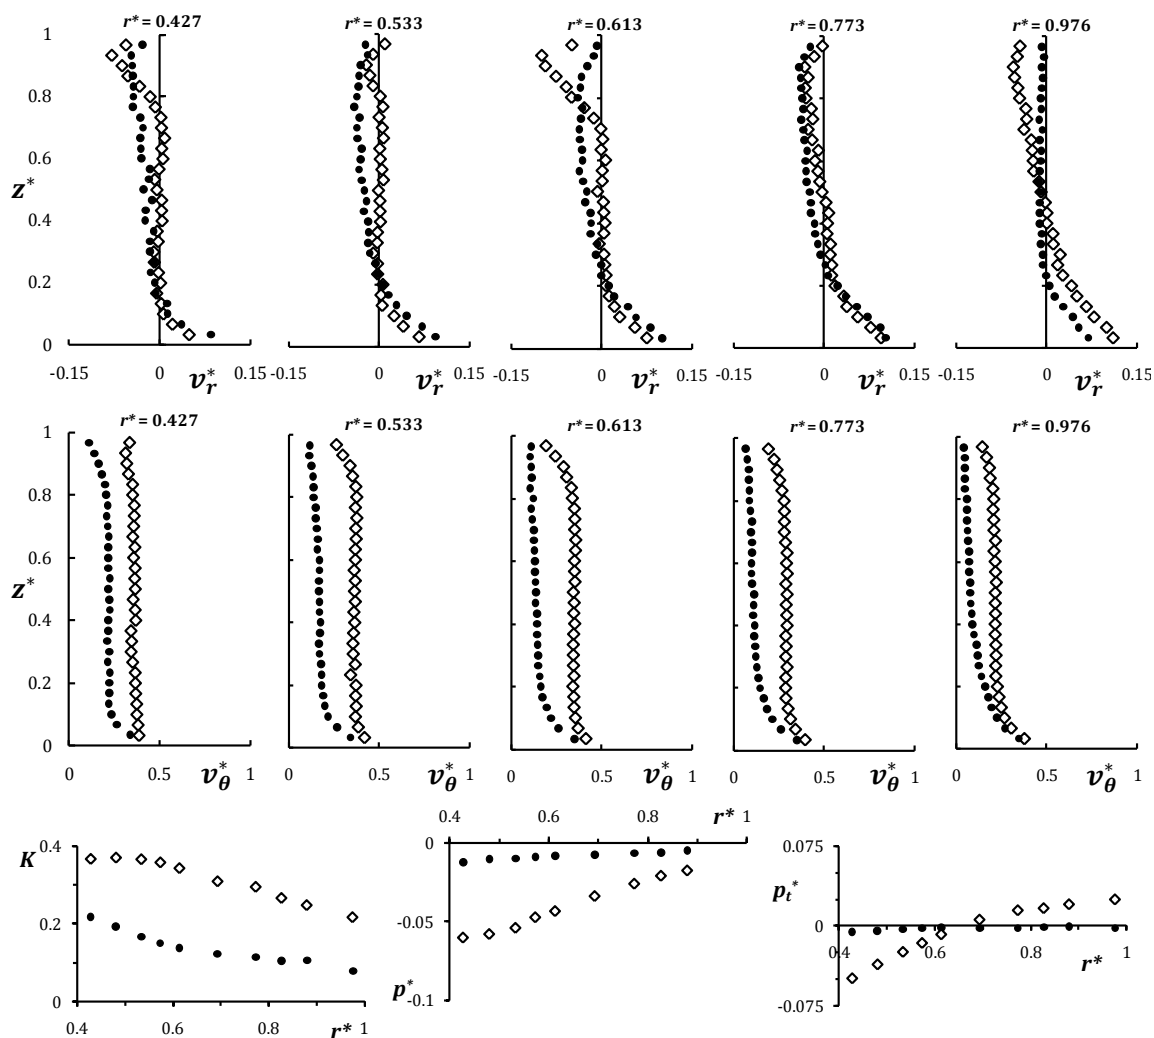 r* = 0.427
r* = 0.533
r* = 0.613
r* = 0.773
r* = 0.976
1
0.8
0.6
z*
0.4
0.2
0
-0.15 0 v_r* 0.15
-0.15 0 v_r* 0.15
-0.15 0 v_r* 0.15
-0.15 0 v_r* 0.15
-0.15 0 v_r* 0.15
r* = 0.427
r* = 0.533
r* = 0.613
r* = 0.773
r* = 0.976
1
0.8
0.6
z*
0.4
0.2
0
0 0.5 v_θ* 1
0 0.5 v_θ* 1
0 0.5 v_θ* 1
0 0.5 v_θ* 1
0 0.5 v_θ* 1
0.4
K
0.2
0
0.4 0.6 0.8 r* 1
0.4 0.6 0.8 r* 1
0
-0.05
p* -0.1
0.075
p_t*
0
0.4 0.6 0.8 1
r*
-0.075